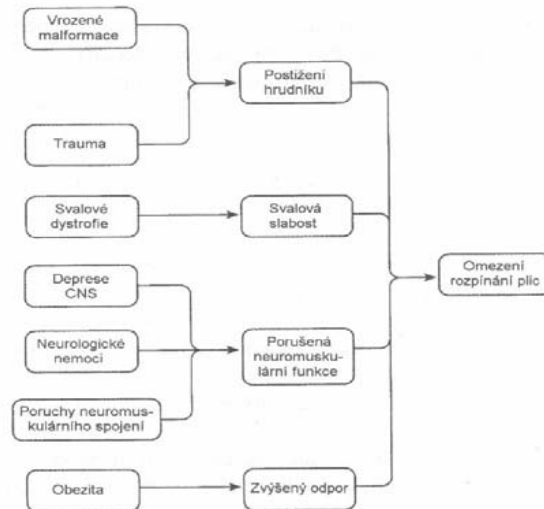 Vrozené
malformace
Postižení
hrudníku
Trauma
Svalové
dystrofie
Svalová
slabost
Omezení
rozpínání plic
Deprese
CNS
Neurologické
nemoci
Porušená
neuromusku-
lární funkce
Poruchy neuromus-
kulárního spojení
Obezita
Zvýšený odpor